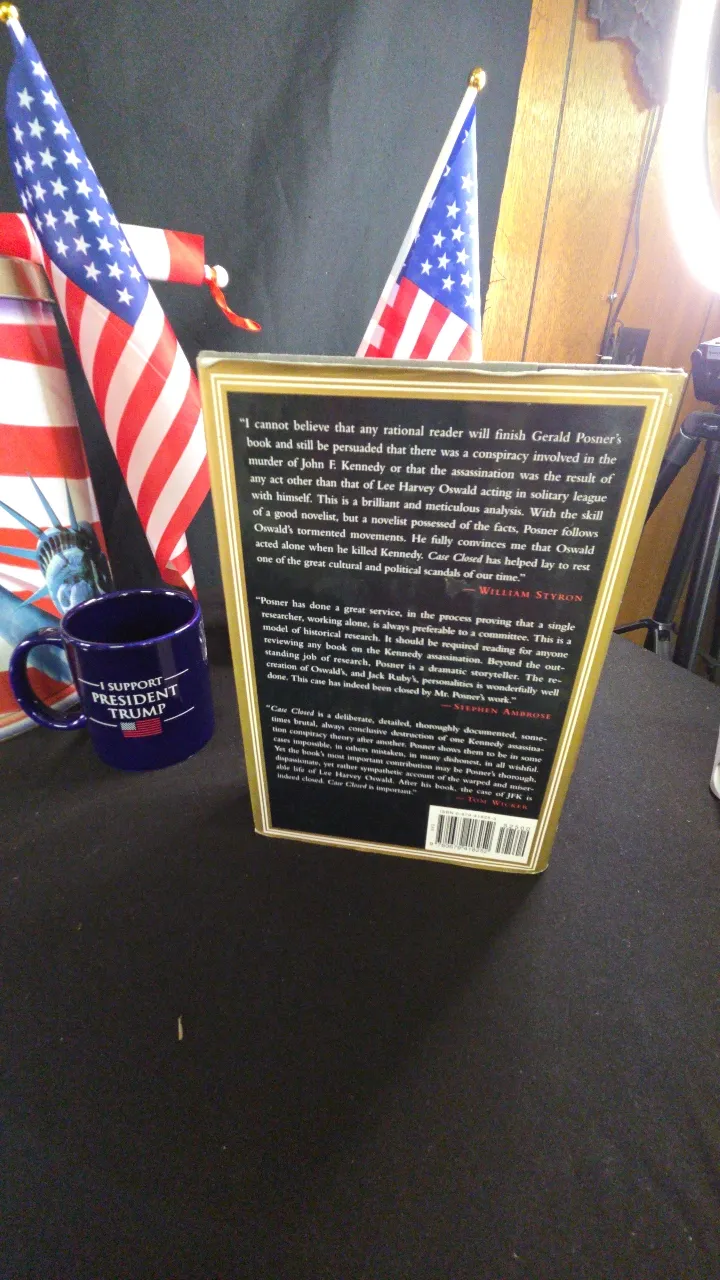 "I cannot believe that any rational reader will finish Gerald Posner's
book and still be persuaded that there was a conspiracy involved in the
murder of John F. Kennedy or that the assassination was the result of
any act other than that of Lee Harvey Oswald acting in solitary league
with himself. This is a brilliant and meticulous analysis. With the skill
of a good novelist, but a novelist possessed of the facts, Posner follows
Oswald's tormented movements. He fully convinces me that Oswald
acted alone when he killed Kennedy. Case Closed has helped lay to rest
one of the great cultural and political scandals of our time."
— WILLIAM STYRON
"Posner has done a great service, in the process proving that a single
researcher, working alone, is always preferable to a committee. This is a
model of historical research. It should be required reading for anyone
reviewing any book on the Kennedy assassination. Beyond the out-
standing job of research, Posner is a dramatic storyteller. The re-
creation of Oswald's, and Jack Ruby's, personalities is wonderfully well
done. This case has indeed been closed by Mr. Posner's work."
— STEPHEN AMBROSE
"Case Closed is a deliberate, detailed, thoroughly documented, some-
times brutal, always conclusive destruction of one Kennedy assassina-
tion conspiracy theory after another. Posner shows them to be in some
cases impossible, in others mistaken, in many dishonest, in all wishful.
Yet the book's most important contribution may be Posner's thorough,
dispassionate, yet rather sympathetic account of the warped and miser-
able life of Lee Harvey Oswald. After his book, the case of JFK is
indeed closed. Case Closed is important."
— TOM WICKER
I SUPPORT
PRESIDENT
TRUMP